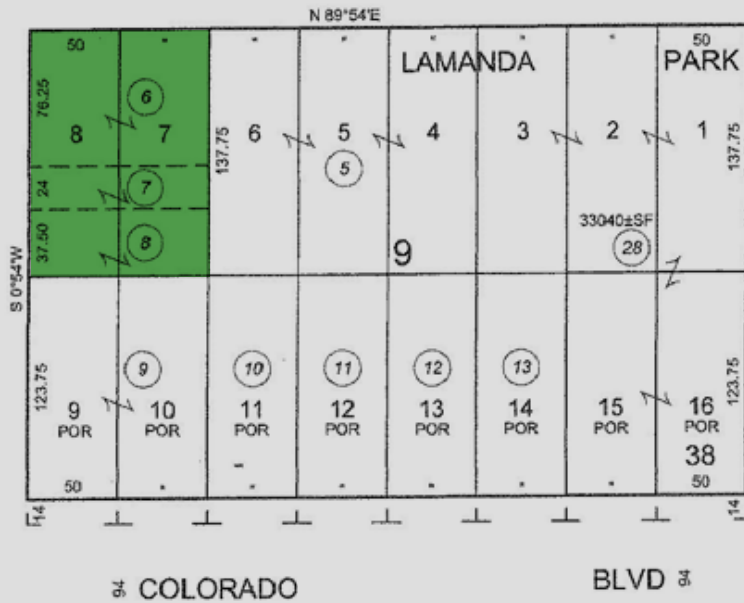 N 89°54'E
50 " " " " " " 50
LAMANDA PARK
76.25
6
8 7 6 5 4 3 2 1
137.75 137.75
5
24
7
37.50
8
33040±SF
28
9
S 0°54'W
123.75 123.75
9 10 11 12 13
9 POR
10 POR
11 POR
12 POR
13 POR
14 POR
15 POR
16 POR
38
50 " " " " " " 50
14 14
94 COLORADO BLVD 94